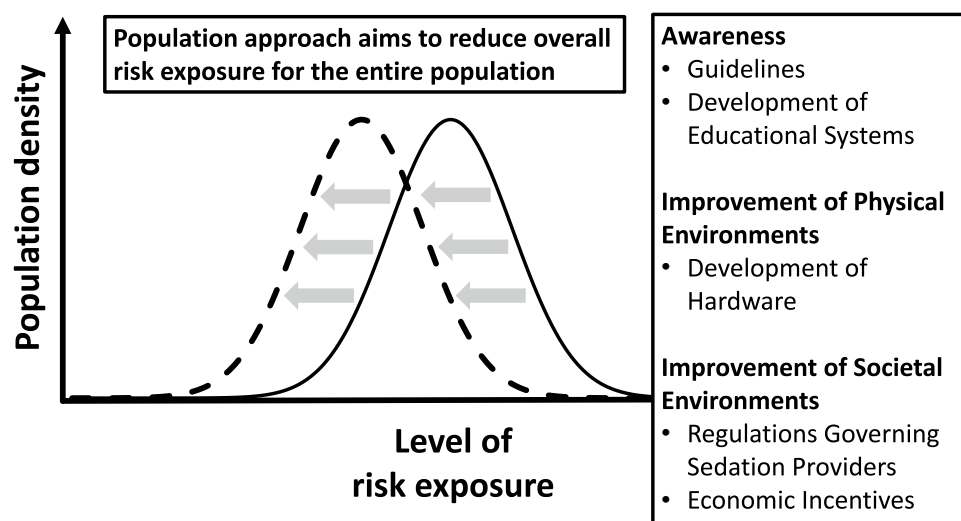 Population approach aims to reduce overall
risk exposure for the entire population
Population density
Level of
risk exposure
Awareness
• Guidelines
• Development of
Educational Systems
Improvement of Physical
Environments
• Development of
Hardware
Improvement of Societal
Environments
• Regulations Governing
Sedation Providers
• Economic Incentives